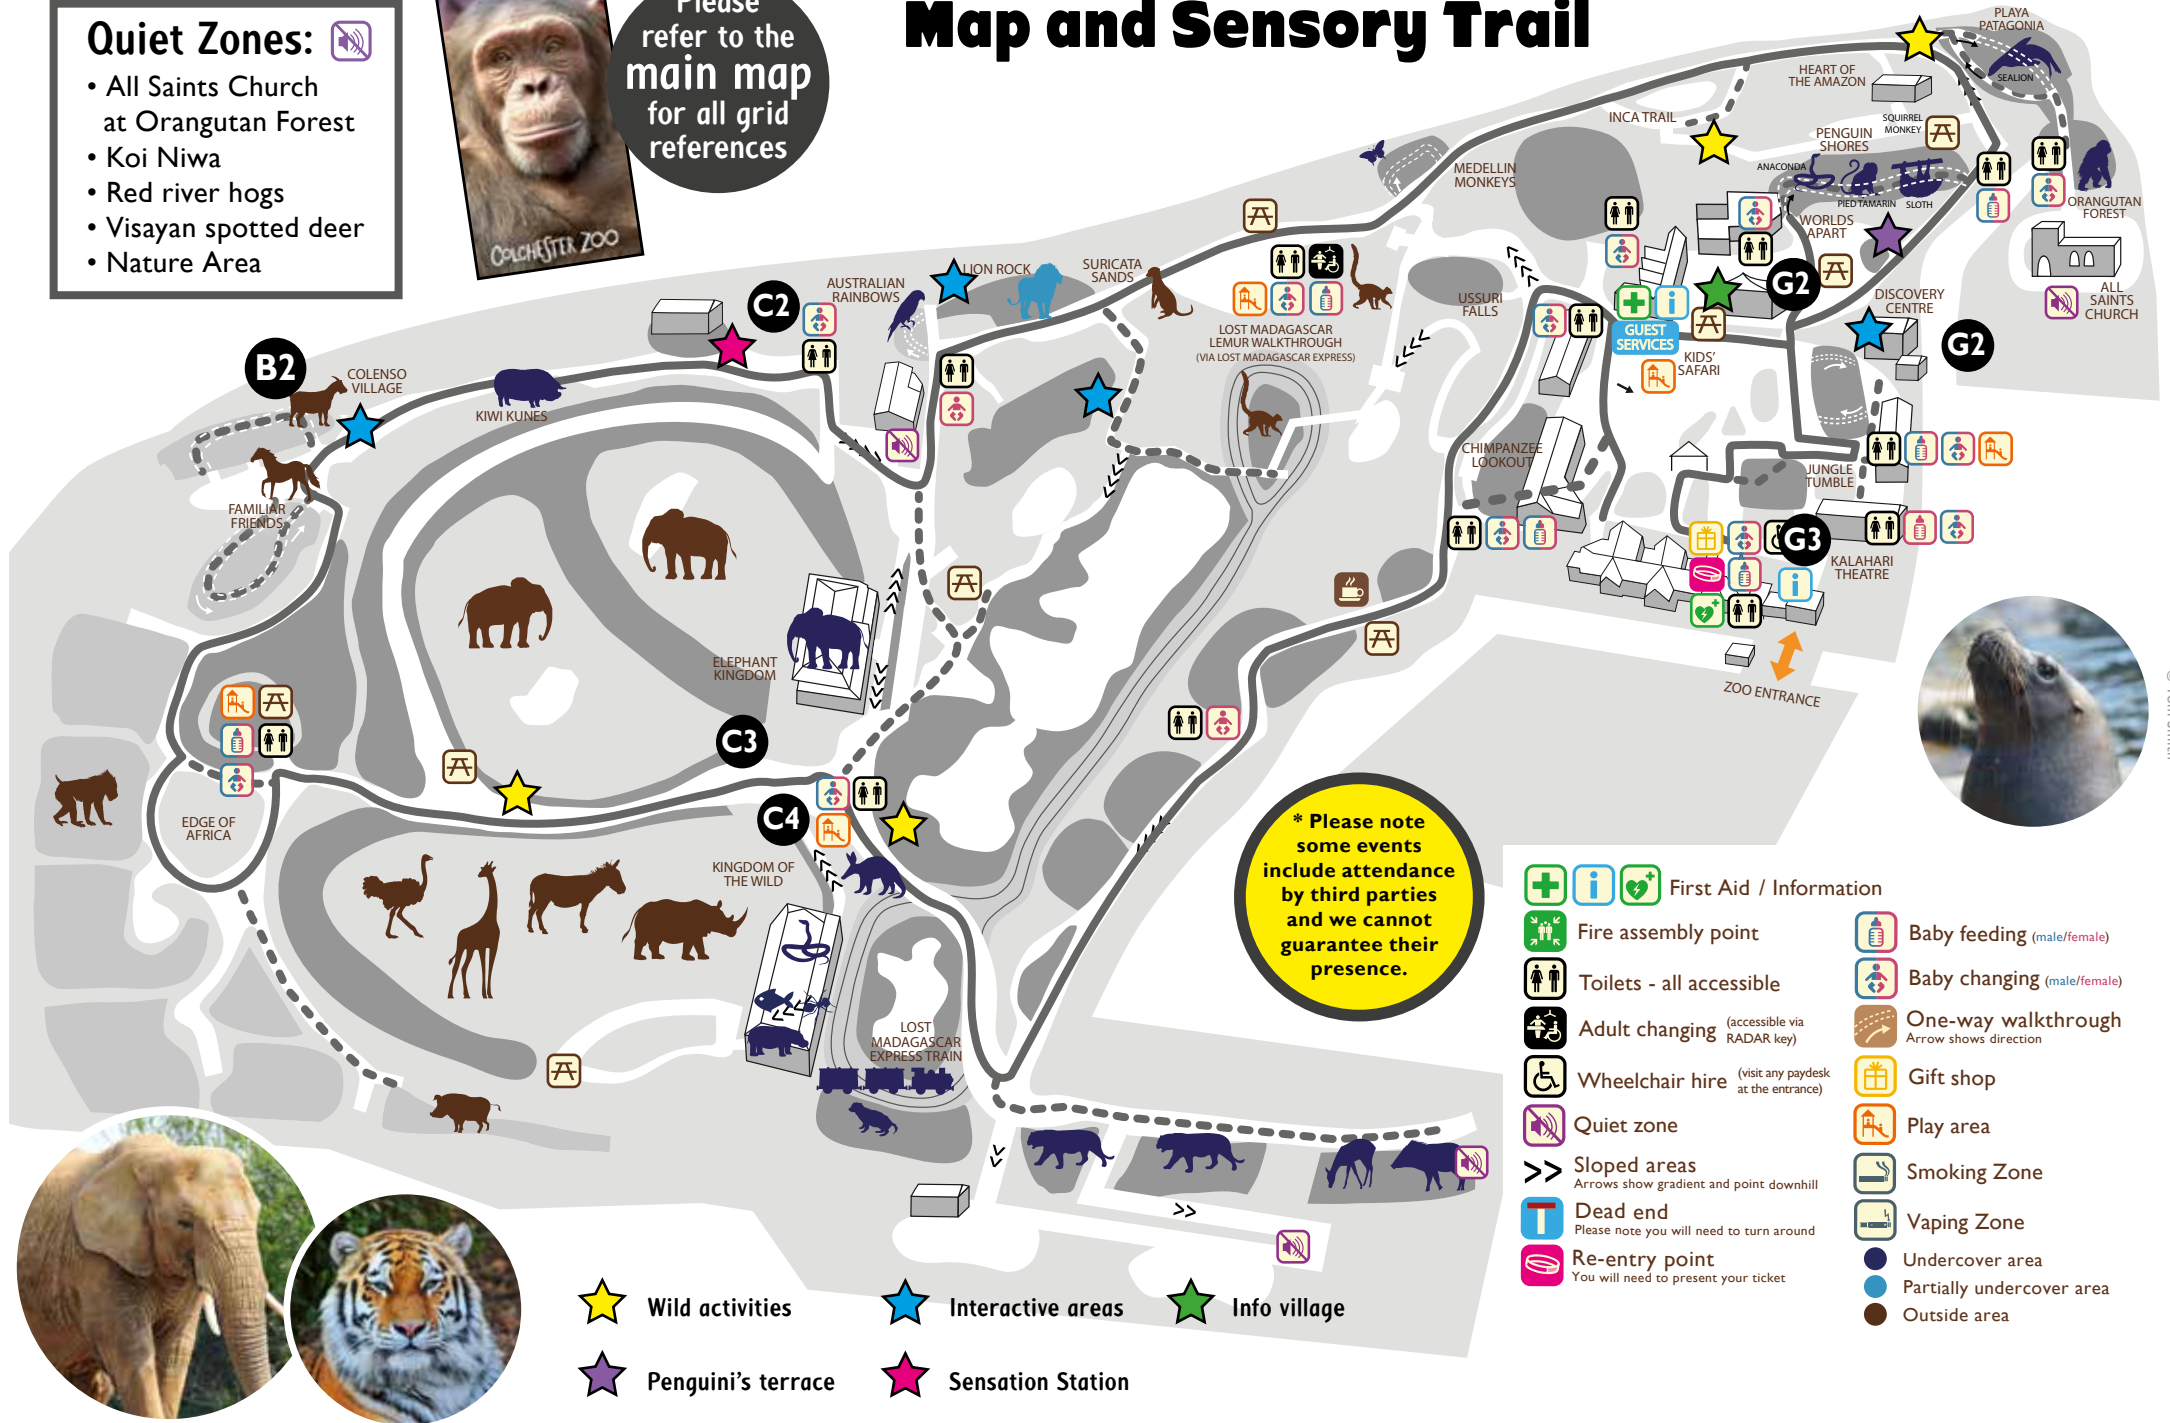 Map and Sensory Trail
Quiet Zones:
• All Saints Church
at Orangutan Forest
• Koi Niwa
• Red river hogs
• Visayan spotted deer
• Nature Area
COLCHESTER ZOO
Please
refer to the
main map
for all grid
references
PLAYA
PATAGONIA
SEALION
HEART OF
THE AMAZON
INCA TRAIL
SQUIRREL
MONKEY
PENGUIN
SHORES
ANACONDA
PIED TAMARIN
SLOTH
ORANGUTAN
FOREST
WORLDS
APART
MEDELLIN
MONKEYS
ALL
SAINTS
CHURCH
G2
DISCOVERY
CENTRE
G2
GUEST
SERVICES
KIDS'
SAFARI
USSURI
FALLS
SURICATA
SANDS
LION ROCK
AUSTRALIAN
RAINBOWS
LOST MADAGASCAR
LEMUR WALKTHROUGH
(VIA LOST MADAGASCAR EXPRESS)
C2
B2
COLENSO
VILLAGE
KIWI KUNES
FAMILIAR
FRIENDS
CHIMPANZEE
LOOKOUT
JUNGLE
TUMBLE
G3
KALAHARI
THEATRE
ZOO ENTRANCE
ELEPHANT
KINGDOM
C3
C4
EDGE OF
AFRICA
KINGDOM OF
THE WILD
LOST
MADAGASCAR
EXPRESS TRAIN
* Please note
some events
include attendance
by third parties
and we cannot
guarantee their
presence.
First Aid / Information
Fire assembly point
Toilets - all accessible
Adult changing (accessible via
RADAR key)
Wheelchair hire (visit any paydesk
at the entrance)
Quiet zone
>> Sloped areas
Arrows show gradient and point downhill
Dead end
Please note you will need to turn around
Re-entry point
You will need to present your ticket
Baby feeding (male/female)
Baby changing (male/female)
One-way walkthrough
Arrow shows direction
Gift shop
Play area
Smoking Zone
Vaping Zone
Undercover area
Partially undercover area
Outside area
Wild activities
Interactive areas
Info village
Penguini's terrace
Sensation Station